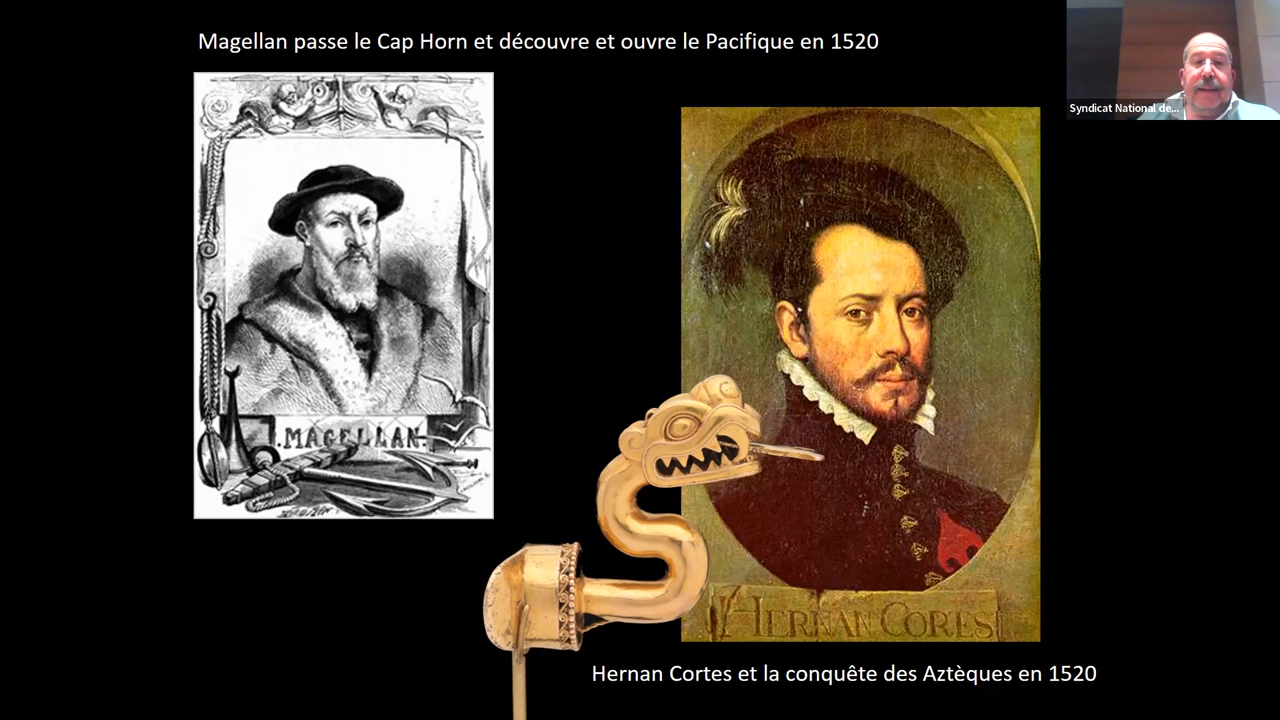 Magellan passe le Cap Horn et découvre et ouvre le Pacifique en 1520
Syndicat National de...
.MAGELLAN.
HERNAN CORES
Hernan Cortes et la conquête des Aztèques en 1520